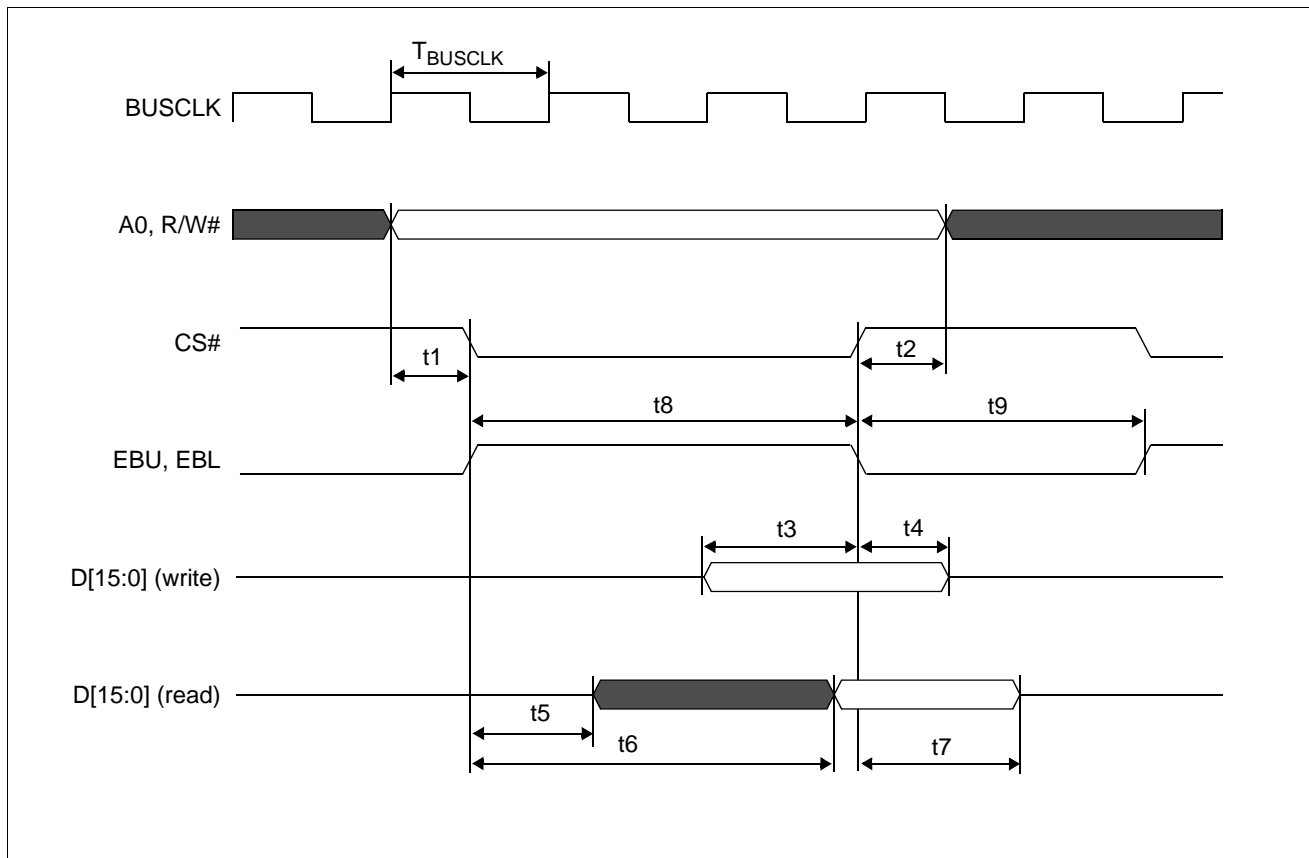 TBUSCLK
BUSCLK
A0, R/W#
CS#
t1
t2
t8
t9
EBU, EBL
t3
t4
D[15:0] (write)
D[15:0] (read)
t5
t6
t7